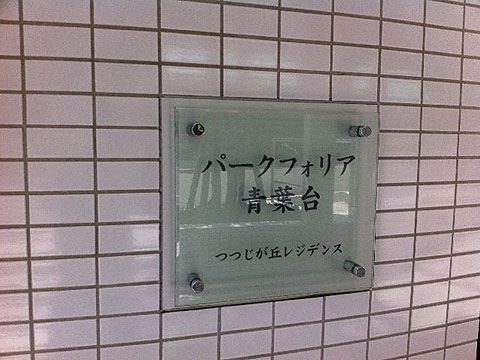 パークフォリア
青葉台
つつじが丘レジデンス